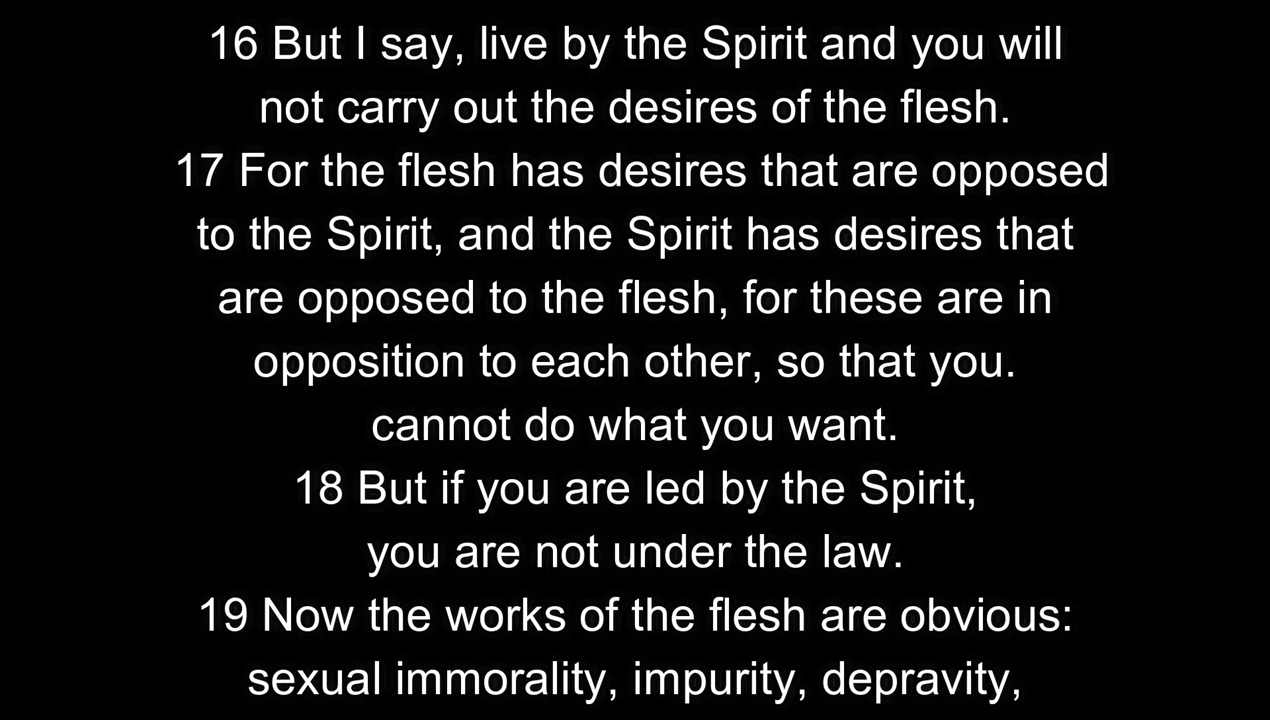 16 But I say, live by the Spirit and you will
not carry out the desires of the flesh.
17 For the flesh has desires that are opposed
to the Spirit, and the Spirit has desires that
are opposed to the flesh, for these are in
opposition to each other, so that you.
cannot do what you want.
18 But if you are led by the Spirit,
you are not under the law.
19 Now the works of the flesh are obvious:
sexual immorality, impurity, depravity,